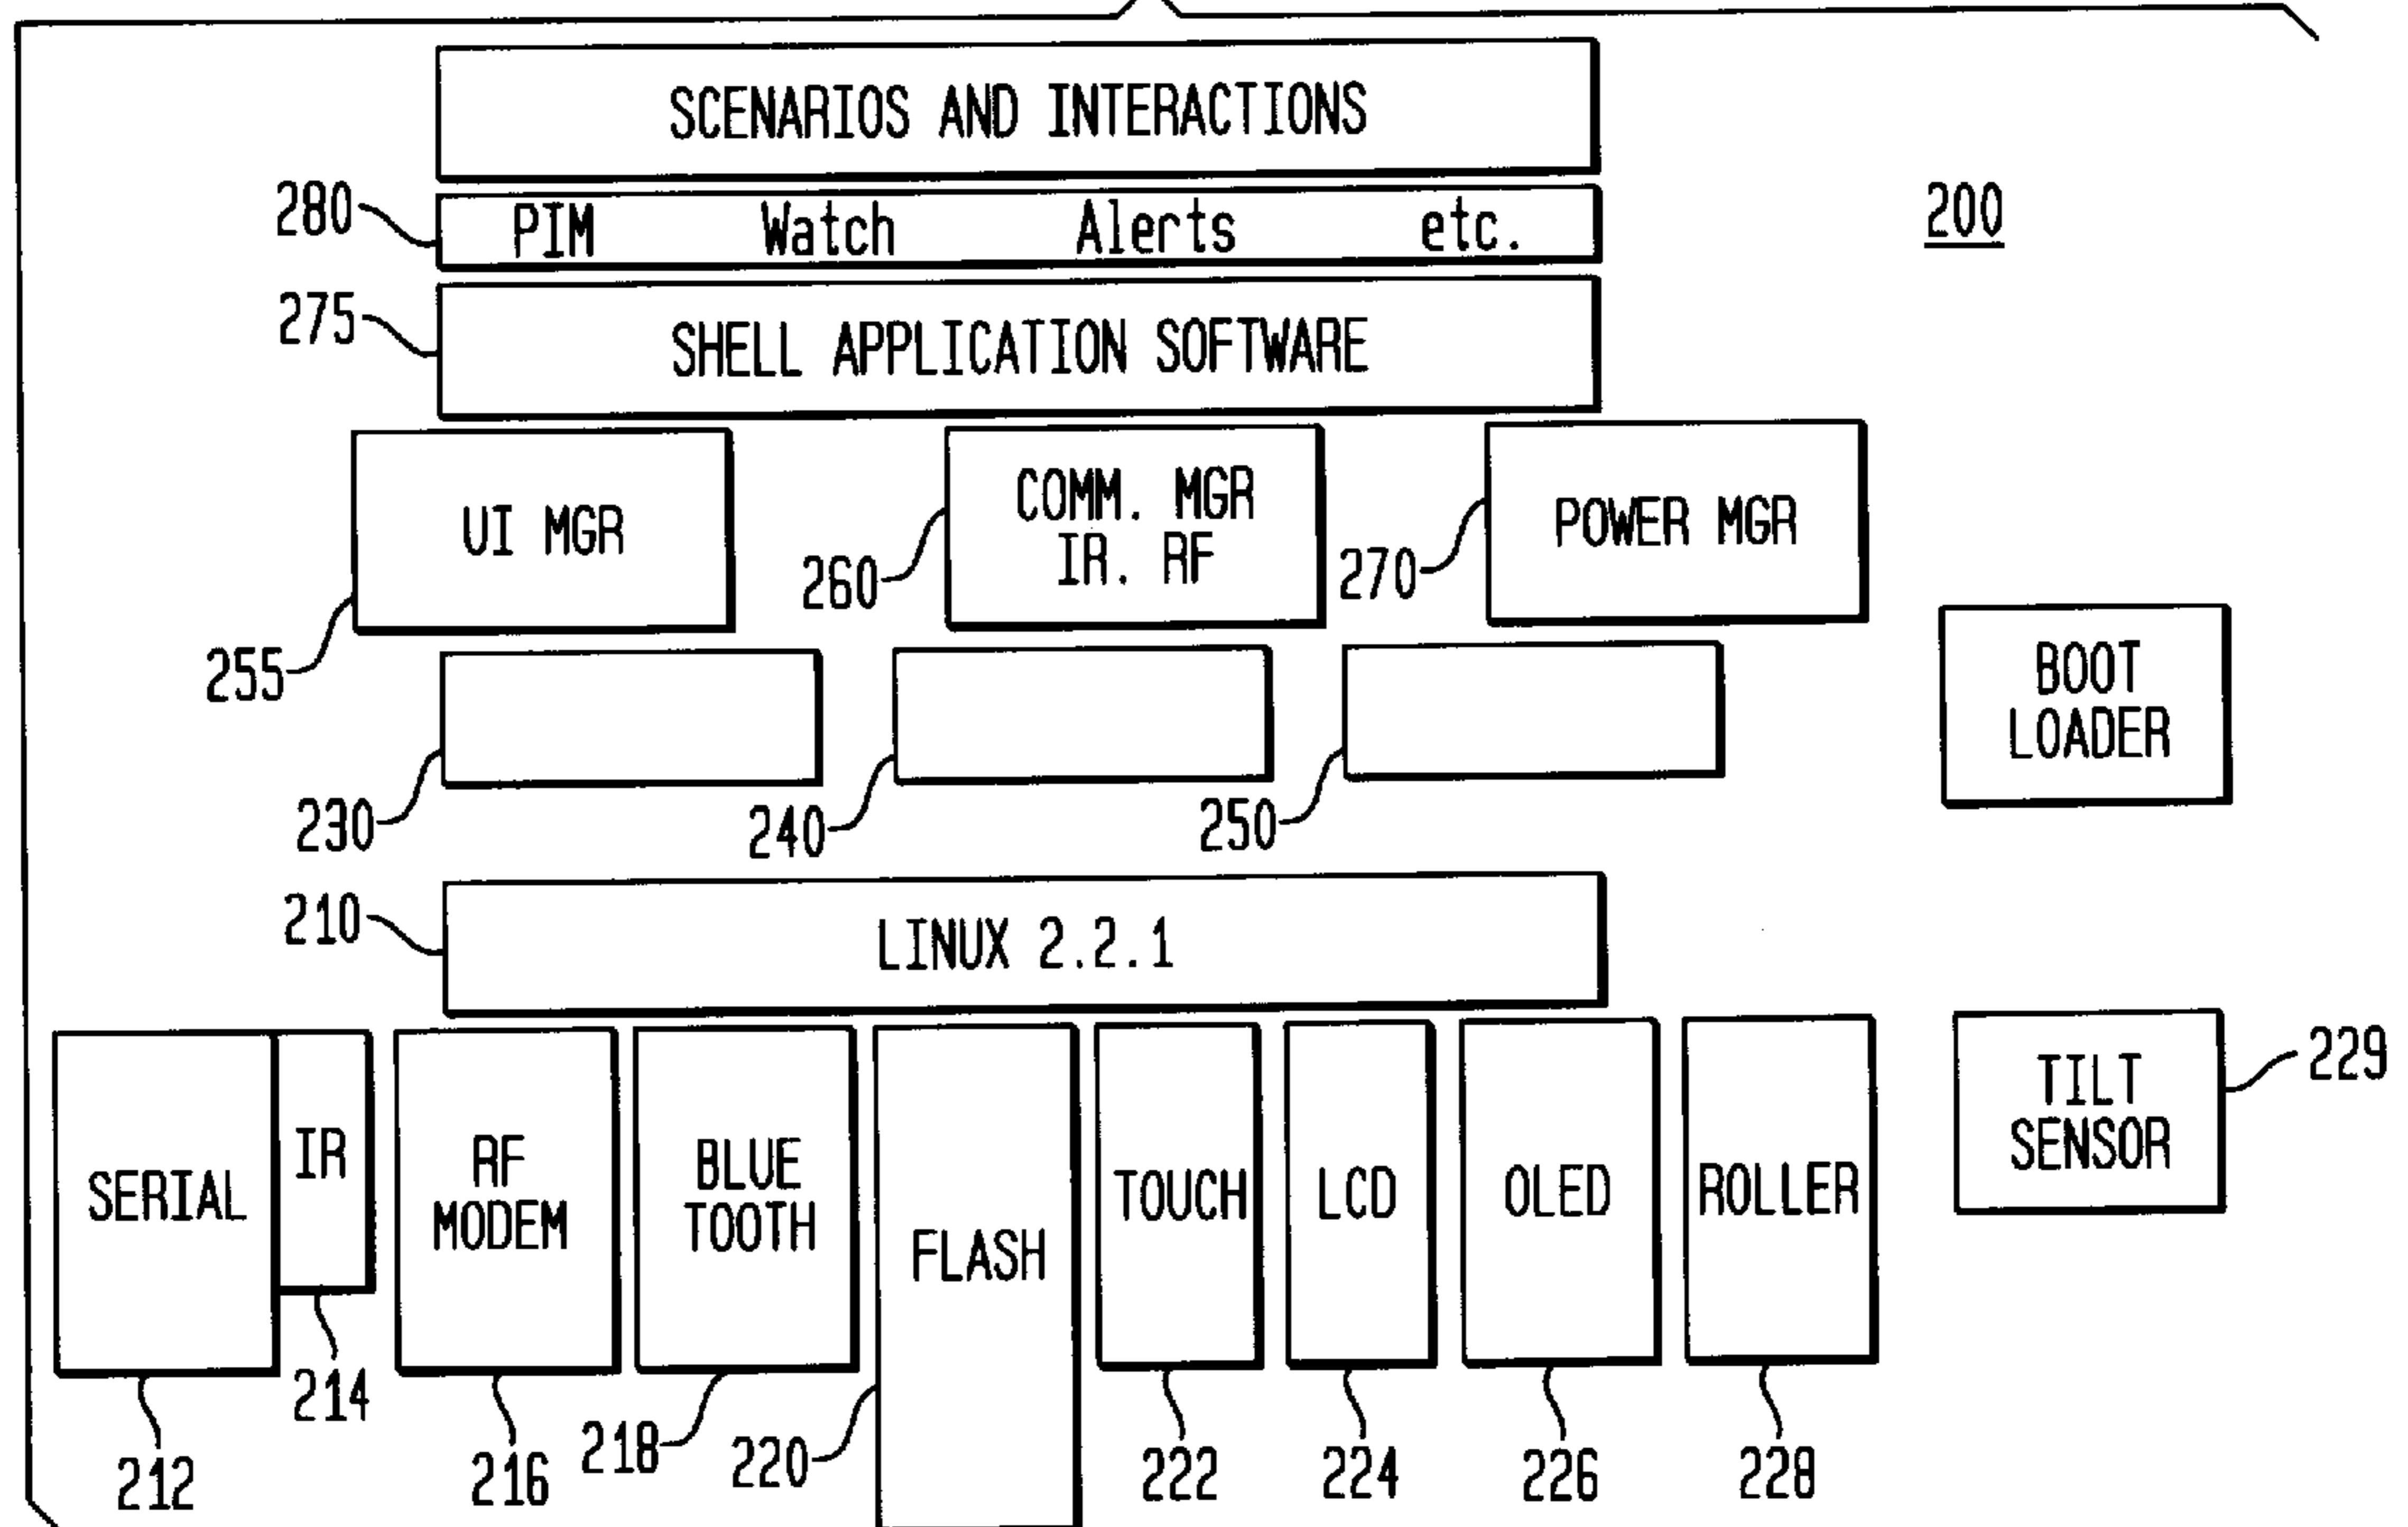 SCENARIOS AND INTERACTIONS
280
PIM Watch Alerts etc.
200
275
SHELL APPLICATION SOFTWARE
UI MGR
255
COMM. MGR
IR. RF
260
POWER MGR
270
BOOT
LOADER
230
240
250
210
LINUX 2.2.1
SERIAL
212
IR
214
RF
MODEM
216
BLUE
TOOTH
218
FLASH
220
TOUCH
222
LCD
224
OLED
226
ROLLER
228
TILT
SENSOR
229